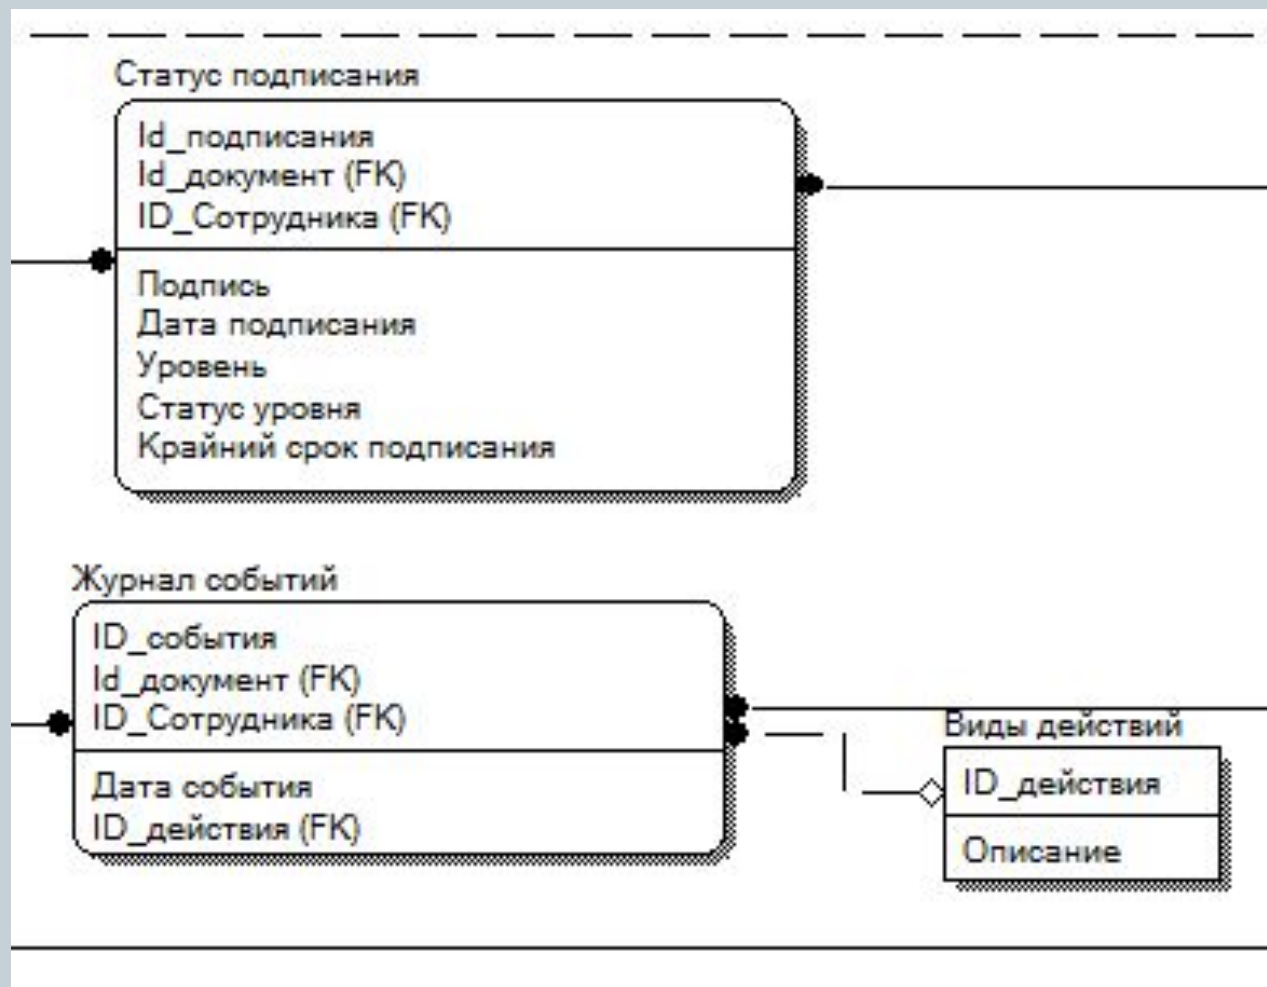 Статус подписания
Id_подписания
Id_документ (FK)
ID_Сотрудника (FK)
Подпись
Дата подписания
Уровень
Статус уровня
Крайний срок подписания
Журнал событий
ID_события
Id_документ (FK)
ID_Сотрудника (FK)
Дата события
ID_действия (FK)
Виды действий
ID_действия
Описание